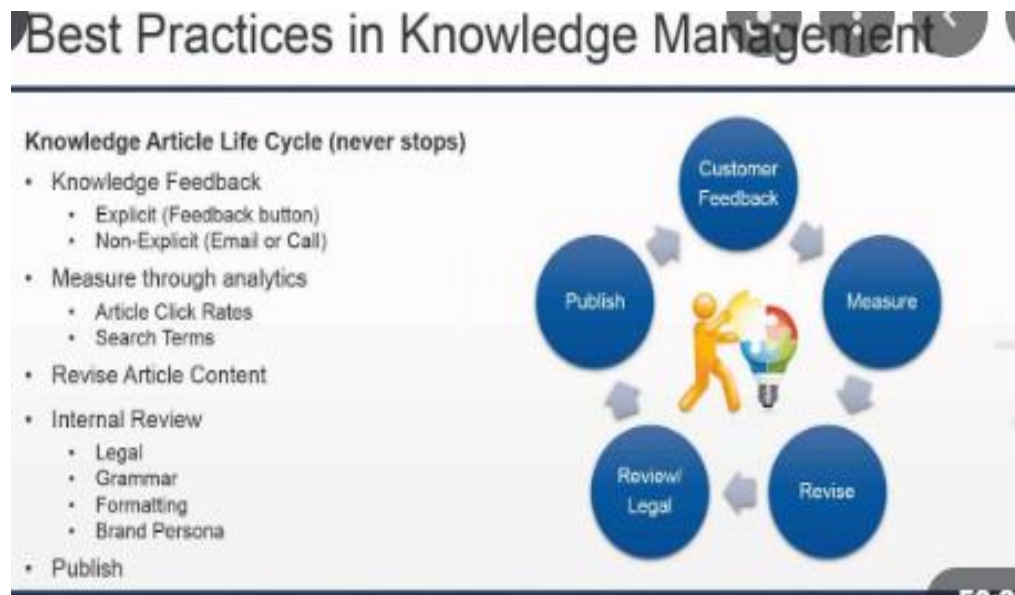 Best Practices in Knowledge Management
Knowledge Article Life Cycle (never stops)
• Knowledge Feedback
• Explicit (Feedback button)
• Non-Explicit (Email or Call)
• Measure through analytics
• Article Click Rates
• Search Terms
• Revise Article Content
• Internal Review
• Legal
• Grammar
• Formatting
• Brand Persona
• Publish
Customer
Feedback
Measure
Revise
Review/
Legal
Publish